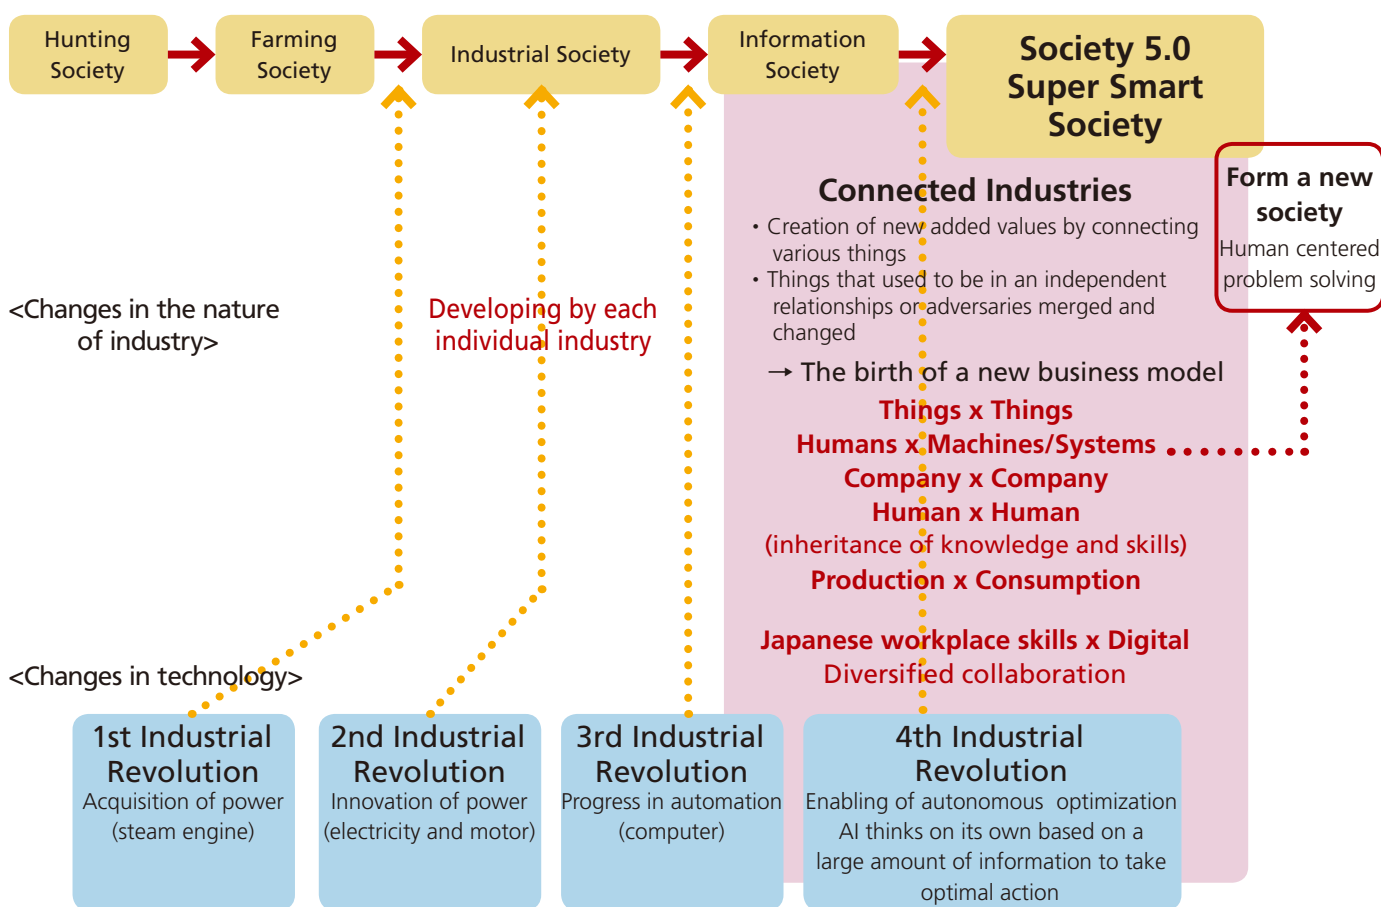 Hunting
Society
Farming
Society
Industrial Society
Information
Society
Society 5.0
Super Smart
Society
Form a new
society
Human centered
problem solving
Connected Industries
・Creation of new added values by connecting
various things
・Things that used to be in an independent
relationships or adversaries merged and
changed
→ The birth of a new business model
Things x Things
Humans x Machines/Systems
Company x Company
Human x Human
(inheritance of knowledge and skills)
Production x Consumption
Japanese workplace skills x Digital
Diversified collaboration
<Changes in the nature
of industry>
Developing by each
individual industry
<Changes in technology>
1st Industrial
Revolution
Acquisition of power
(steam engine)
2nd Industrial
Revolution
Innovation of power
(electricity and motor)
3rd Industrial
Revolution
Progress in automation
(computer)
4th Industrial
Revolution
Enabling of autonomous optimization
AI thinks on its own based on a
large amount of information to take
optimal action